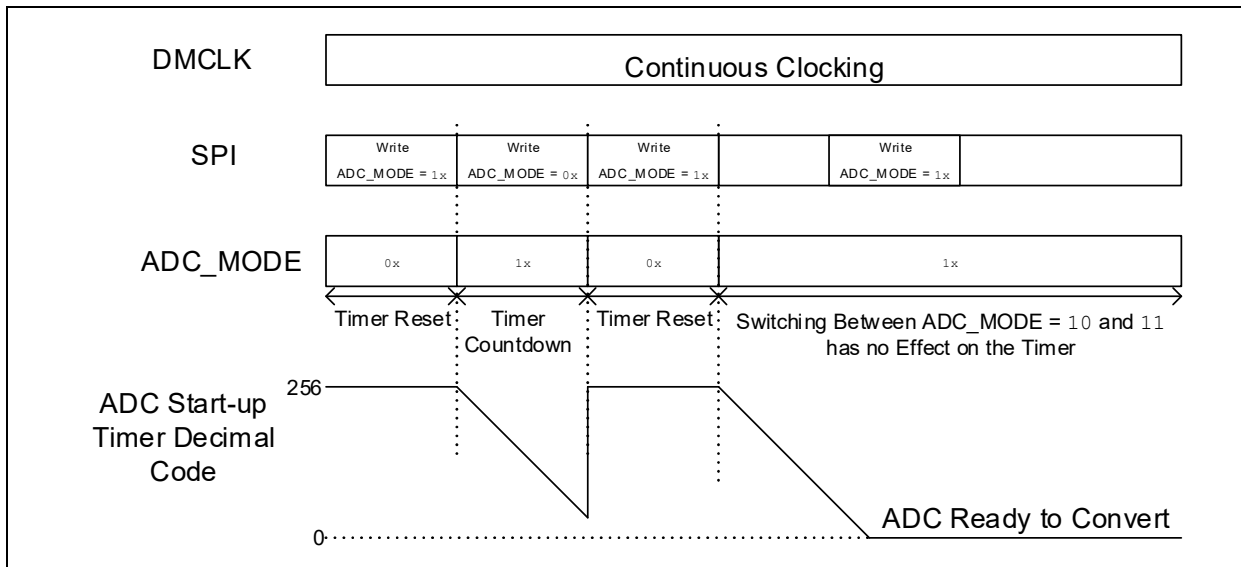 DMCLK
Continuous Clocking
SPI
Write
ADC_MODE = 1x
Write
ADC_MODE = 0x
Write
ADC_MODE = 1x
Write
ADC_MODE = 1x
ADC_MODE
0x
1x
0x
1x
Timer Reset
Timer
Countdown
Timer Reset
Switching Between ADC_MODE = 10 and 11
has no Effect on the Timer
ADC Start-up
Timer Decimal
Code
256
0
ADC Ready to Convert